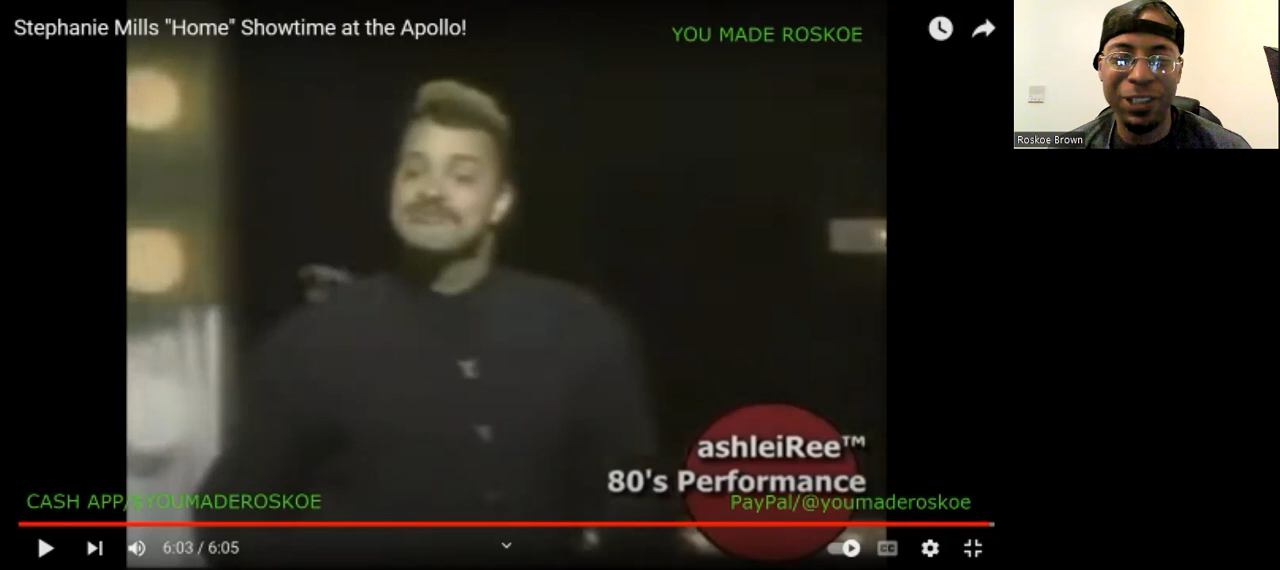 Stephanie Mills "Home" Showtime at the Apollo!
YOU MADE ROSKOE
Roskoe Brown
ashleiRee™
80's Performance
CASH APP/$YOUMADEROSKOE
PayPal/@youmaderoskoe
6:03 / 6:05
CC